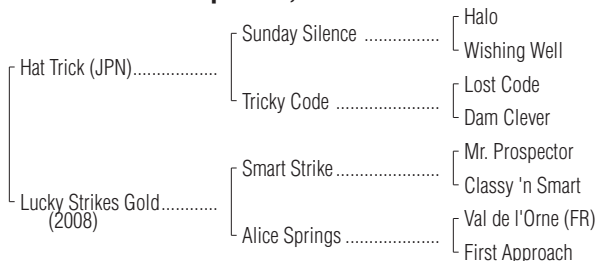 Halo
Sunday Silence ................
Wishing Well
Hat Trick (JPN)..................
Lost Code
Tricky Code ......................
Dam Clever
Mr. Prospector
Smart Strike......................
Classy 'n Smart
Lucky Strikes Gold............
(2008)
Val de l'Orne (FR)
Alice Springs ....................
First Approach